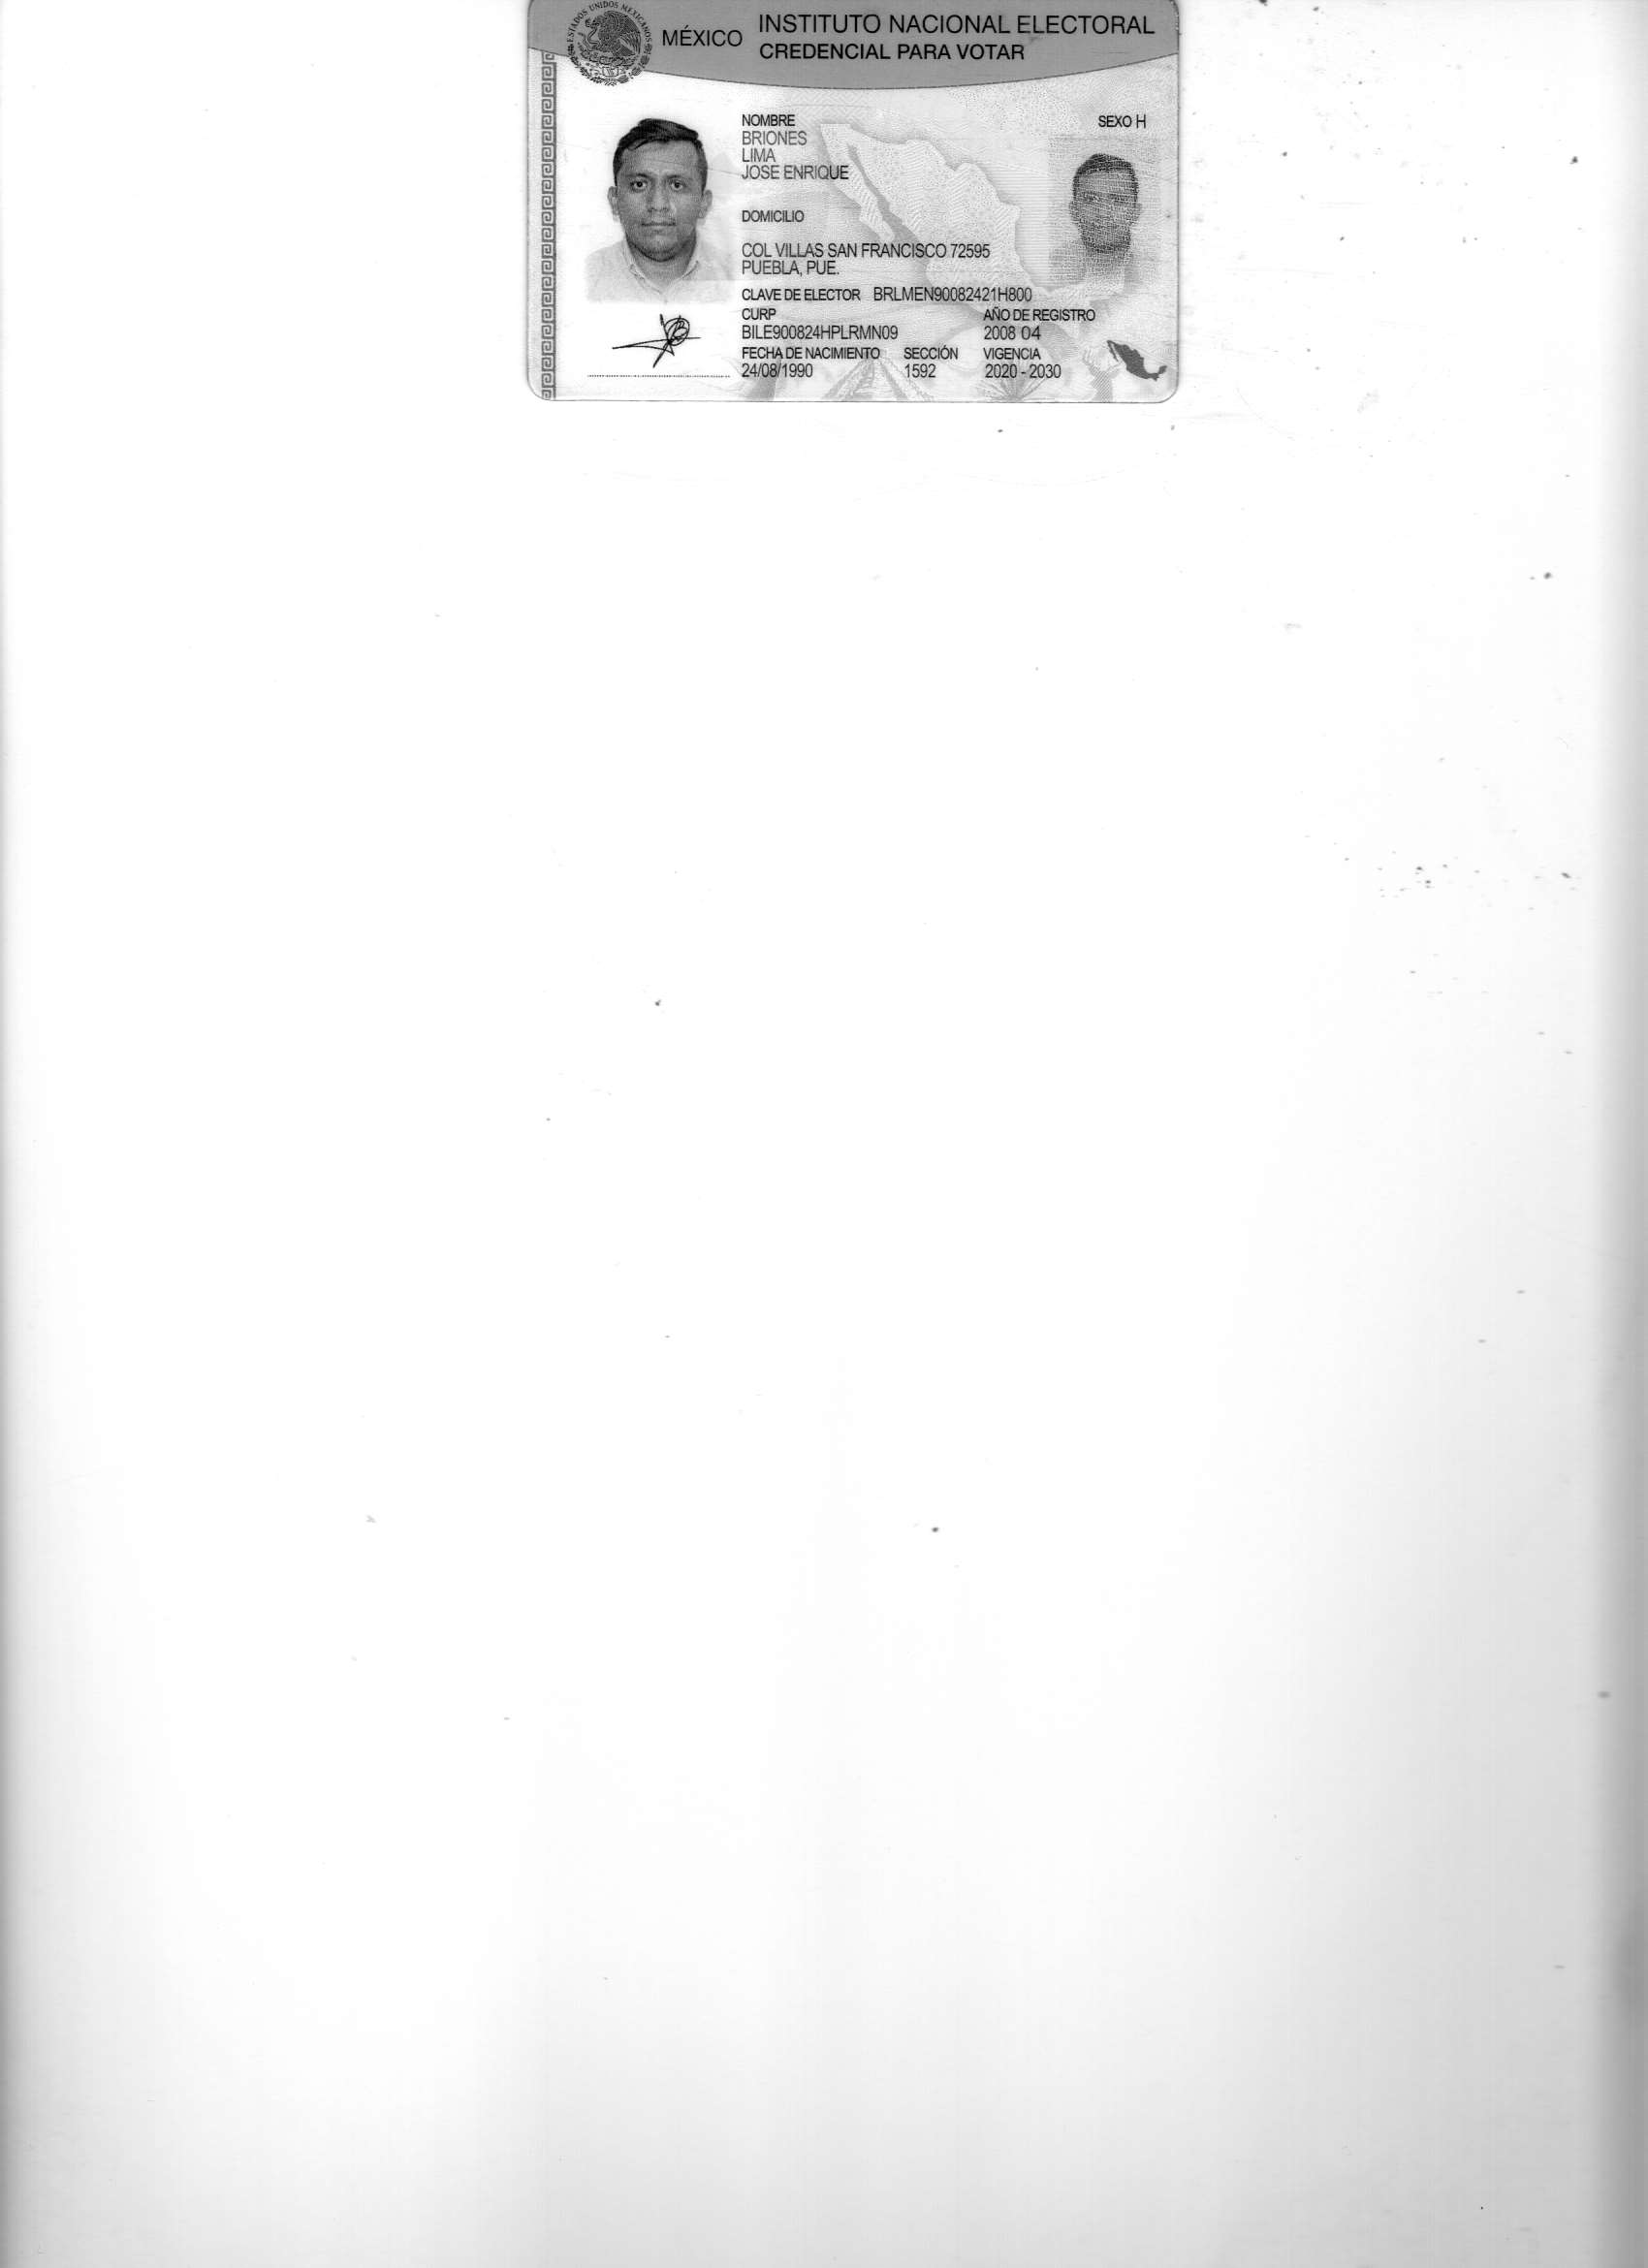 ESTADOS UNIDOS MEXICANOS
MÉXICO
INSTITUTO NACIONAL ELECTORAL
CREDENCIAL PARA VOTAR
NOMBRE
SEXO H
BRIONES
LIMA
JOSE ENRIQUE
DOMICILIO
COL VILLAS SAN FRANCISCO 72595
PUEBLA, PUE.
CLAVE DE ELECTOR BRLMEN90082421H800
CURP
AÑO DE REGISTRO
BILE900824HPLRMN09
2008 04
FECHA DE NACIMIENTO SECCIÓN VIGENCIA
24/08/1990 1592 2020 - 2030